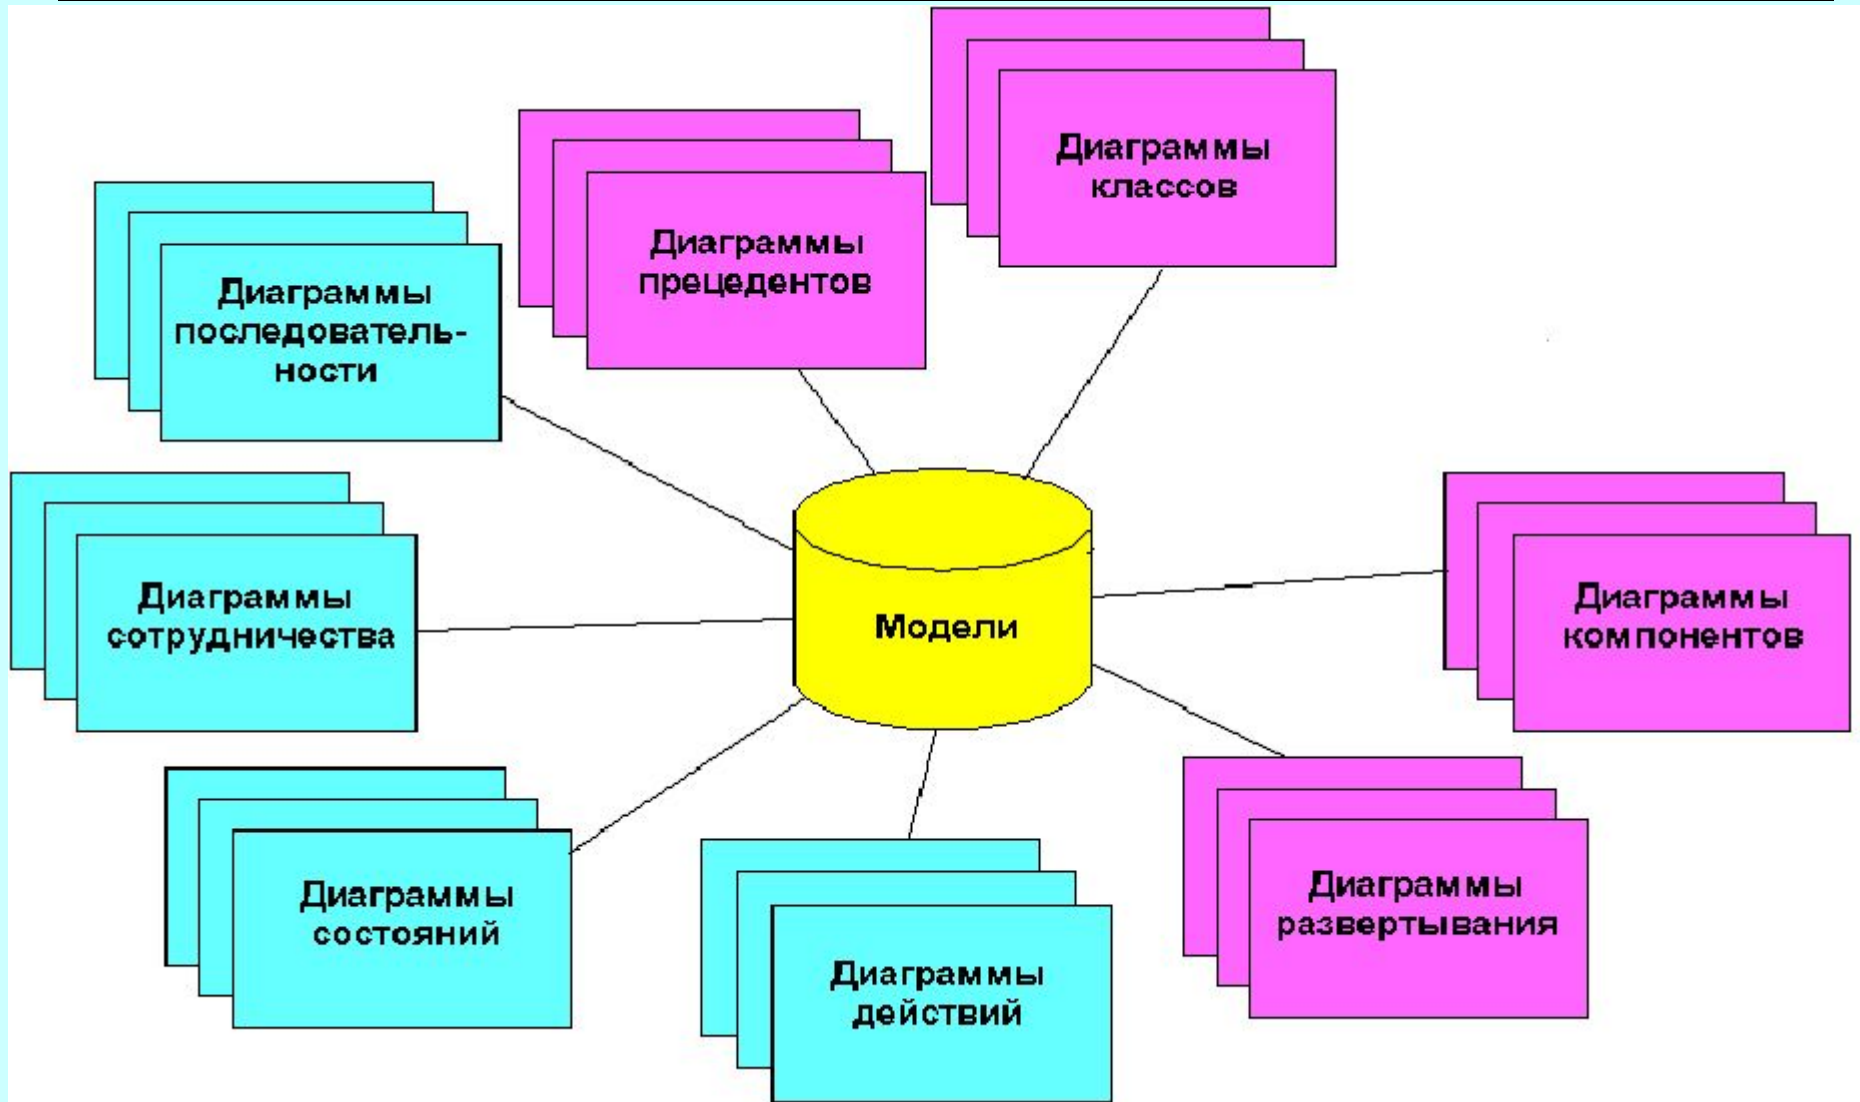 Диаграммы
классов
Диаграммы
прецедентов
Диаграммы
последователь-
ности
Диаграммы
сотрудничества
Модели
Диаграммы
компонентов
Диаграммы
состояний
Диаграммы
действий
Диаграммы
развертывания